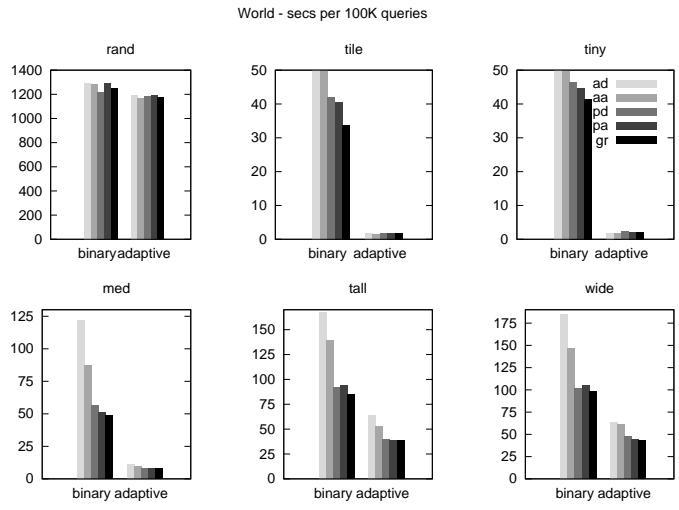 World - secs per 100K queries
rand
1400
1200
1000
800
600
400
200
0
binary adaptive
tile
50
40
30
20
10
0
binary adaptive
tiny
50
40
30
20
10
0
ad
aa
pd
pa
gr
binary adaptive
med
125
100
75
50
25
0
binary adaptive
tall
150
125
100
75
50
25
0
binary adaptive
wide
175
150
125
100
75
50
25
0
binary adaptive